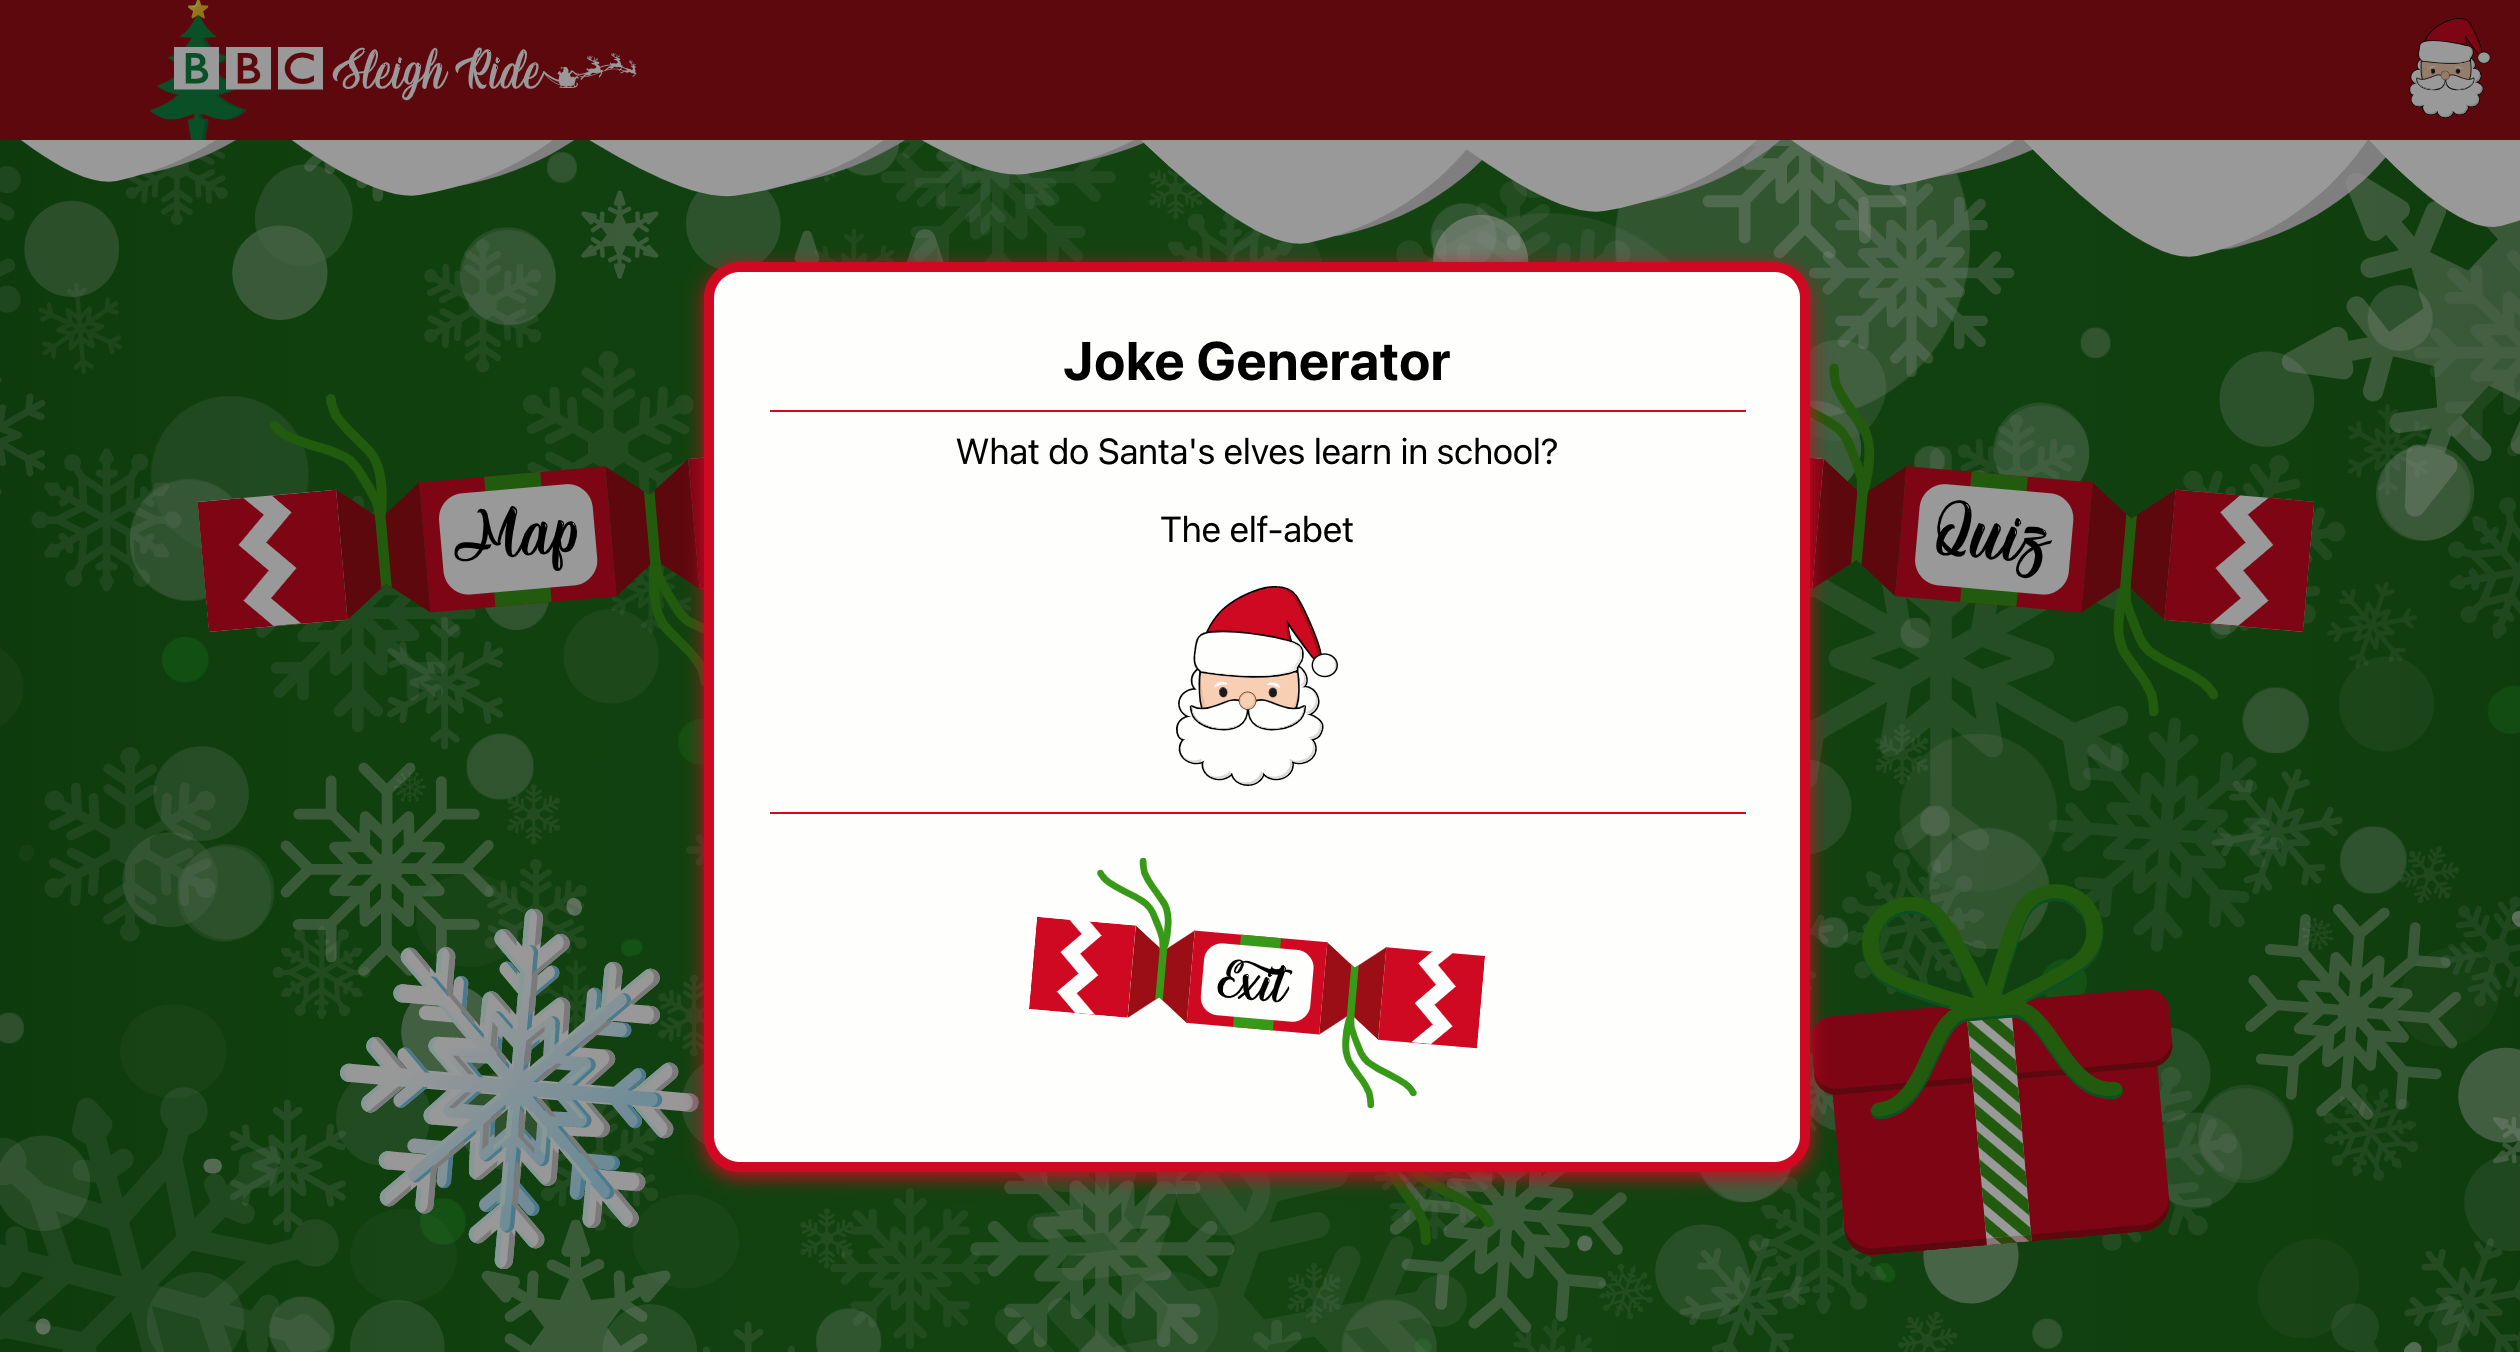 BBC Sleigh Ride
Joke Generator
What do Santa's elves learn in school?
The elf-abet
Map
Quiz
Exit